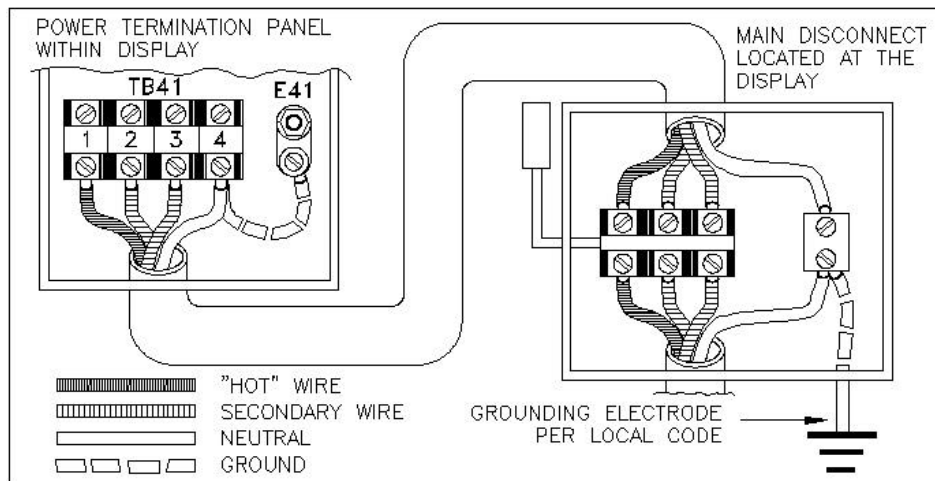 POWER TERMINATION PANEL
WITHIN DISPLAY
TB41
E41
1 2 3 4
MAIN DISCONNECT
LOCATED AT THE
DISPLAY
"HOT" WIRE
SECONDARY WIRE
NEUTRAL
GROUND
GROUNDING ELECTRODE
PER LOCAL CODE